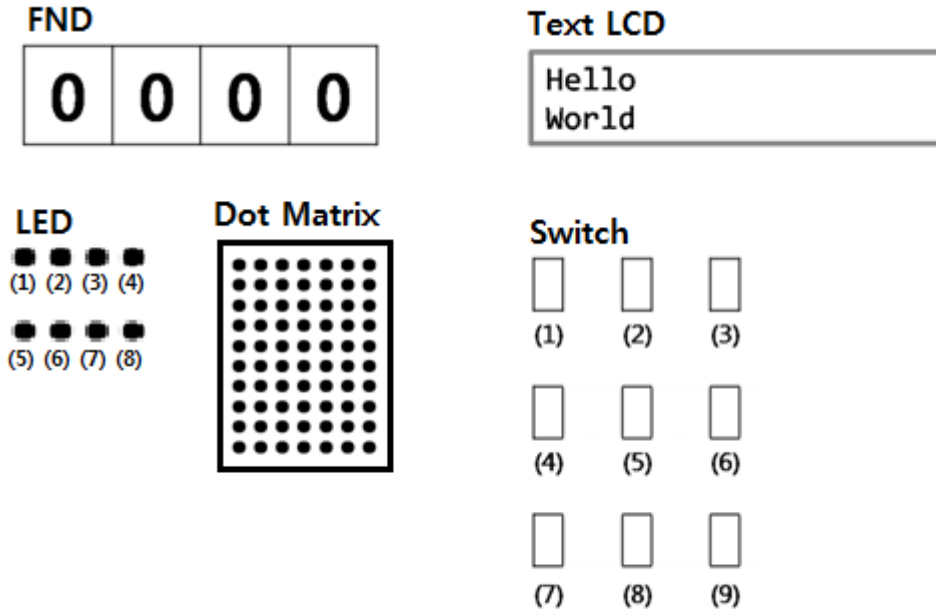 FND
0 0 0 0
Text LCD
Hello
World
LED
(1) (2) (3) (4)
(5) (6) (7) (8)
Dot Matrix
Switch
(1) (2) (3)
(4) (5) (6)
(7) (8) (9)